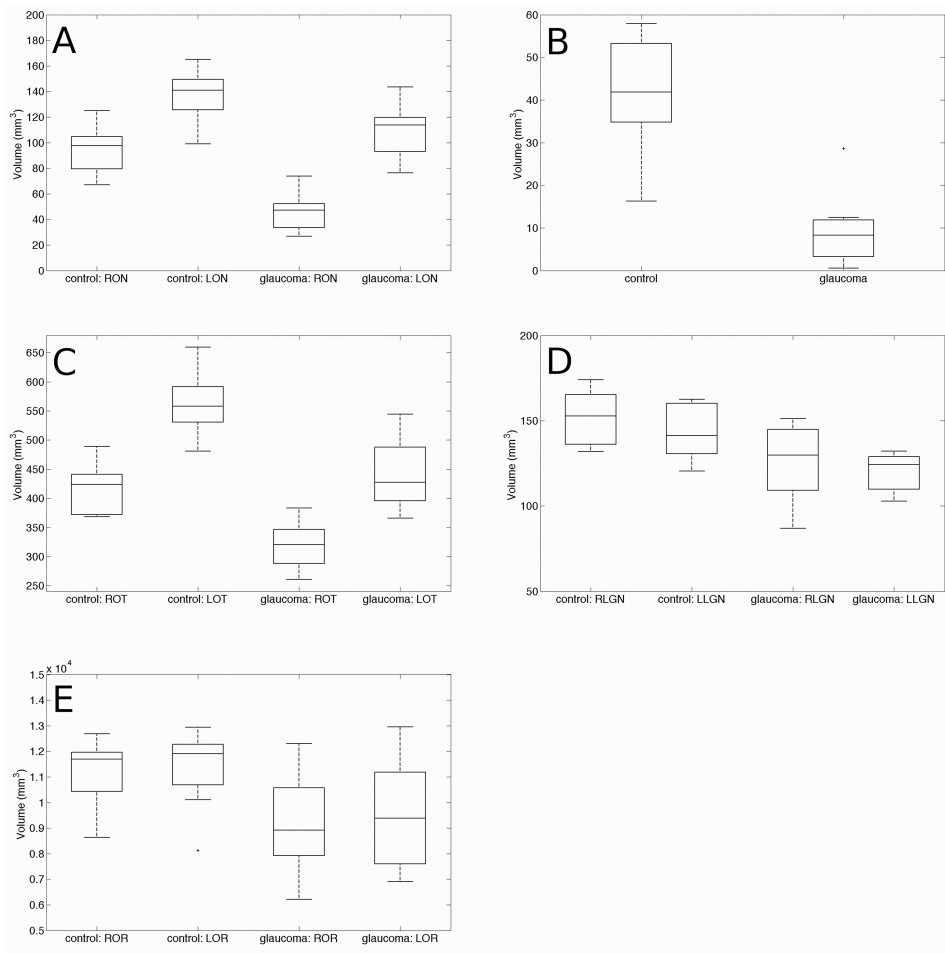 A
Volume (mm³)
200
180
160
140
120
100
80
60
40
20
0
control: RON control: LON glaucoma: RON glaucoma: LON
B
Volume (mm³)
60
50
40
30
20
10
0
control glaucoma
C
Volume (mm³)
650
600
550
500
450
400
350
300
250
control: ROT control: LOT glaucoma: ROT glaucoma: LOT
D
Volume (mm³)
200
150
100
50
control: RLGN control: LLGN glaucoma: RLGN glaucoma: LLGN
E
x 10⁴
Volume (mm³)
1.5
1.4
1.3
1.2
1.1
1
0.9
0.8
0.7
0.6
0.5
control: ROR control: LOR glaucoma: ROR glaucoma: LOR